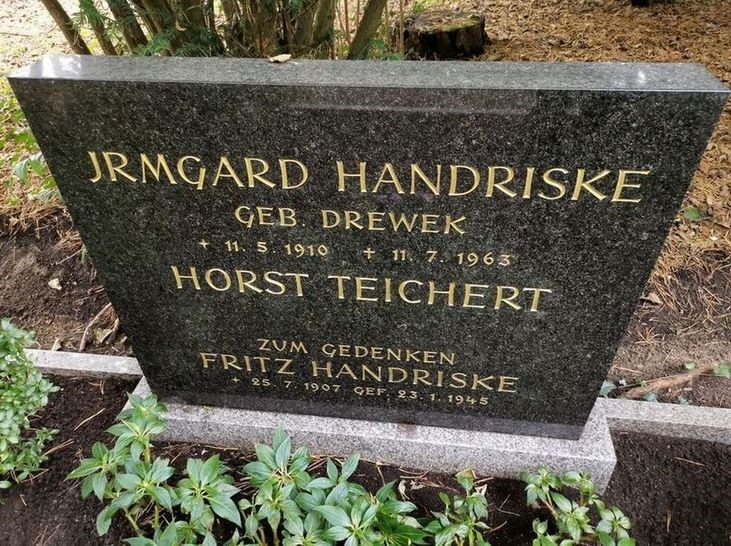 JRMGARD HANDRISKE
GEB. DREWEK
+ 11. 5. 1910 + 11. 7. 1963
HORST TEICHERT
ZUM GEDENKEN
FRITZ HANDRISKE
+ 25. 7. 1907 GEF. 23. 1. 1945